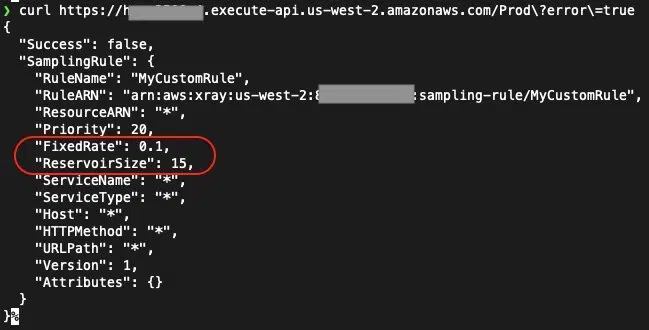 ❯ curl https://h.execute-api.us-west-2.amazonaws.com/Prod\?error\=true
{
"Success": false,
"SamplingRule": {
"RuleName": "MyCustomRule",
"RuleARN": "arn:aws:xray:us-west-2:8:sampling-rule/MyCustomRule",
"ResourceARN": "*",
"Priority": 20,
"FixedRate": 0.1,
"ReservoirSize": 15,
"ServiceName": "*",
"ServiceType": "*",
"Host": "*",
"HTTPMethod": "*",
"URLPath": "*",
"Version": 1,
"Attributes": {}
}
}%